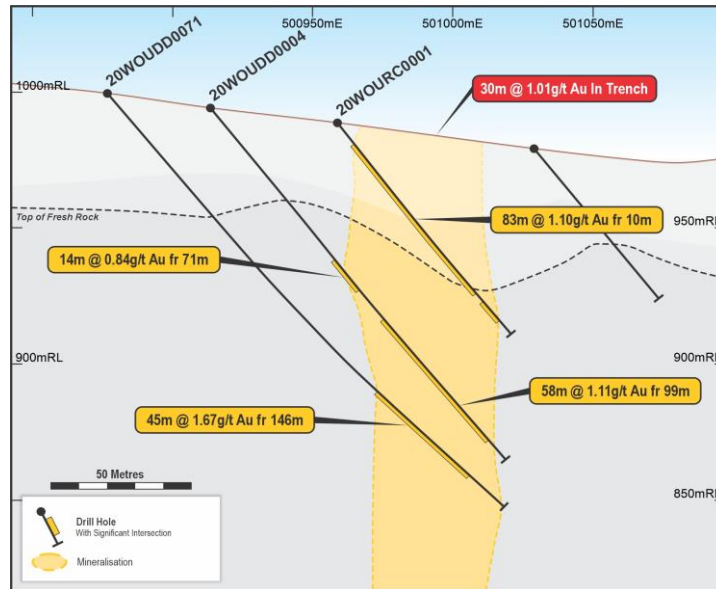 500950mE
501000mE
501050mE
20WOUDD0071
20WOUDD0004
20WOURC0001
1000mRL
30m @ 1.01g/t Au In Trench
Top of Fresh Rock
83m @ 1.10g/t Au fr 10m
950mRL
14m @ 0.84g/t Au fr 71m
900mRL
900mRL
58m @ 1.11g/t Au fr 99m
45m @ 1.67g/t Au fr 146m
50 Metres
850mRL
Drill Hole
With Significant Intersection
Mineralisation